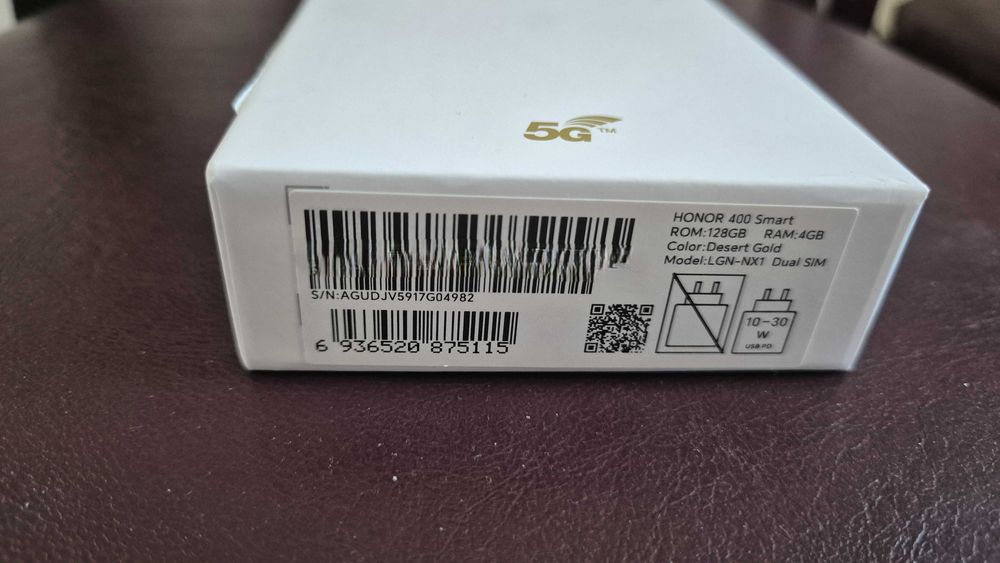 5G™
HONOR 400 Smart
ROM:128GB RAM:4GB
Color:Desert Gold
Model:LGN-NX1 Dual SIM
S/N:AGUDJV5917G04982
6 936520 875115
10-30
W
USB PD